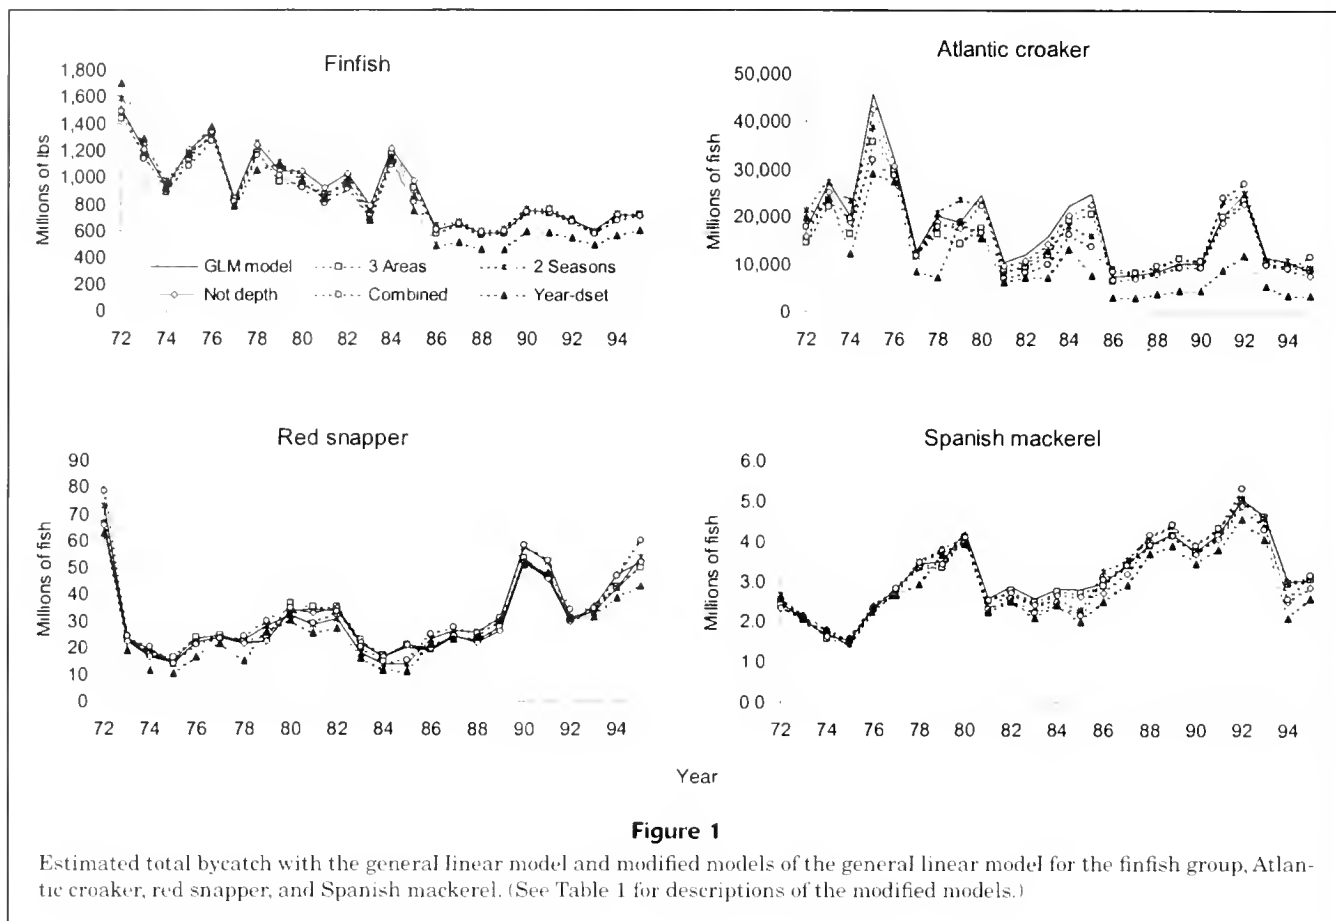 Finfish
1,800
1,600
1,400
1,200
1,000
800
600
400
200
0
Millions of lbs
GLM model
3 Areas
2 Seasons
Not depth
Combined
Year-dset
72 74 76 78 80 82 84 86 88 90 92 94
Atlantic croaker
50,000
40,000
30,000
20,000
10,000
0
Millions of fish
72 74 76 78 80 82 84 86 88 90 92 94
Red snapper
90
80
70
60
50
40
30
20
10
0
Millions of fish
72 74 76 78 80 82 84 86 88 90 92 94
Spanish mackerel
6.0
5.0
4.0
3.0
2.0
1 0
0 0
Millions of fish
72 74 76 78 80 82 84 86 88 90 92 94
Year
Figure 1
Estimated total bycatch with the general linear model and modified models of the general linear model for the finfish group, Atlan-
tic croaker, red snapper, and Spanish mackerel. (See Table 1 for descriptions of the modified models.)